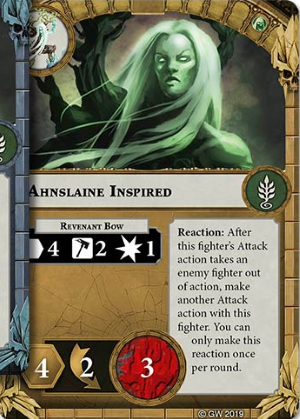 Ahnslaine Inspired
Revenant Bow
4 2 1
Reaction: After
this fighter's Attack
action takes an
enemy fighter out
of action, make
another Attack
action with this
fighter. You can
only make this
reaction once
per round.
4 2 3
© GW 2019